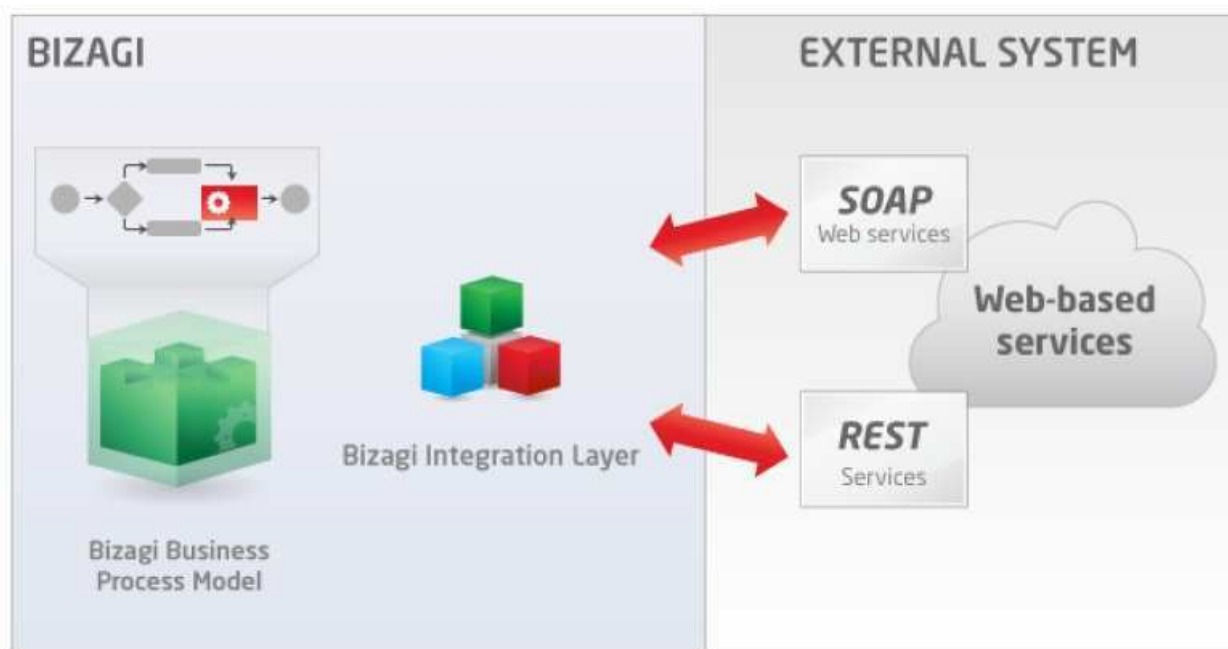 BIZAGI
EXTERNAL SYSTEM
SOAP
Web services
Web-based
services
Bizagi Integration Layer
REST
Services
Bizagi Business
Process Model